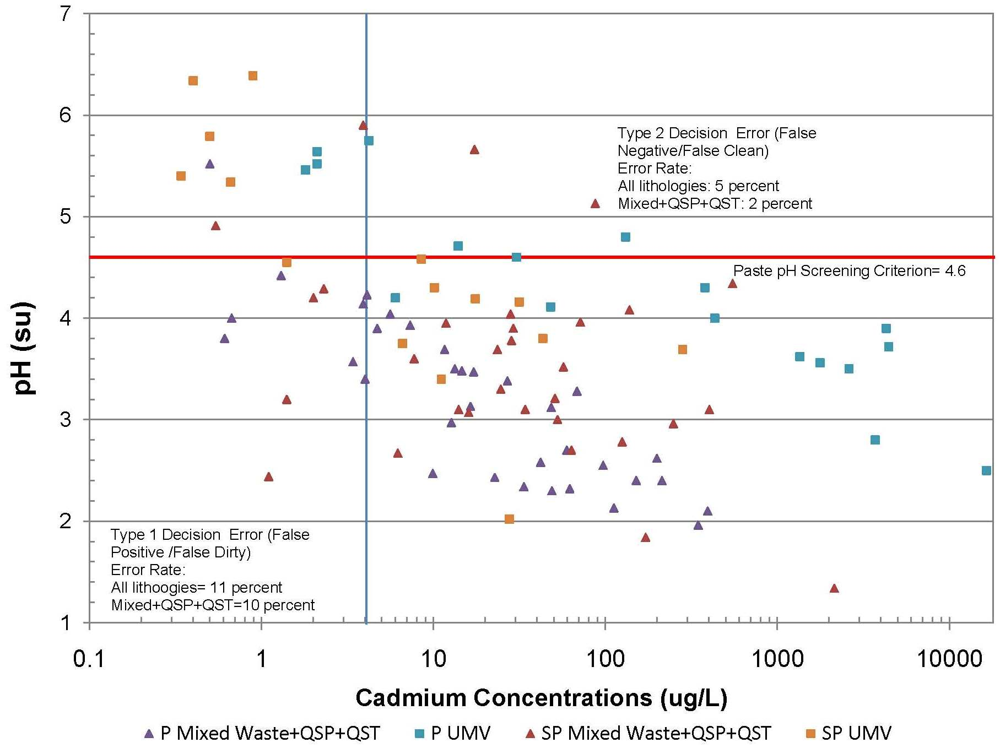 7
6
5
4
3
2
1
pH (su)
Type 2 Decision  Error (False
Negative/False Clean)
Error Rate:
All lithologies: 5 percent
Mixed+QSP+QST: 2 percent
Paste pH Screening Criterion= 4.6
Type 1 Decision  Error (False
Positive /False Dirty)
Error Rate:
All lithoogies= 11 percent
Mixed+QSP+QST=10 percent
0.1 1 10 100 1000 10000
Cadmium Concentrations (ug/L)
P Mixed Waste+QSP+QST P UMV SP Mixed Waste+QSP+QST SP UMV